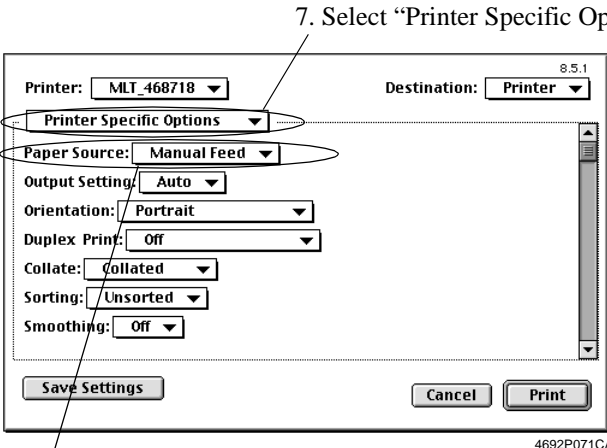 7. Select “Printer Specific Op
8.5.1
Printer: MLT_468718 Destination: Printer
Printer Specific Options
Paper Source: Manual Feed
Output Setting: Auto
Orientation: Portrait
Duplex Print: Off
Collate: Collated
Sorting: Unsorted
Smoothing: Off
Save Settings Cancel Print
4692P071CA